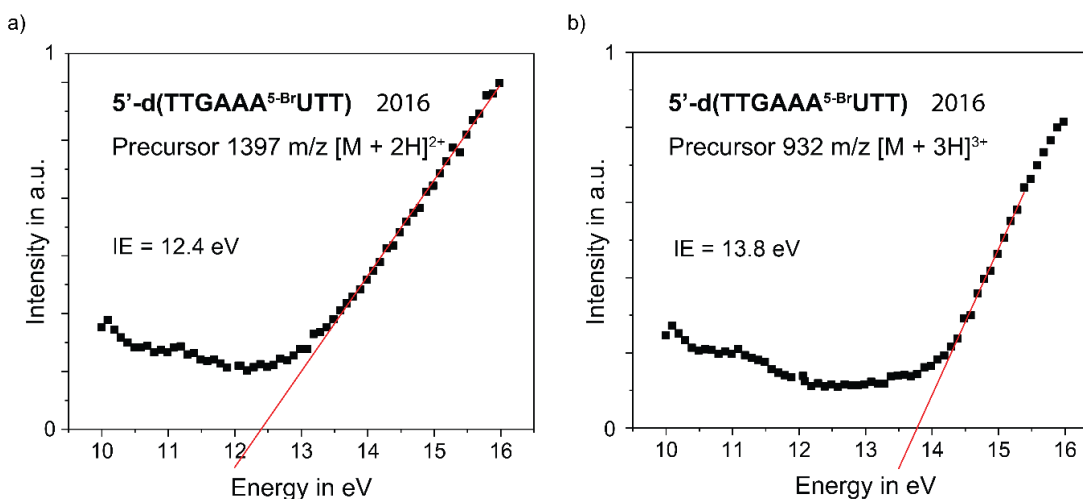 a)
1
5'-d(TTGAAA5-BrUTT) 2016
Precursor 1397 m/z [M + 2H]2+
IE = 12.4 eV
Intensity in a.u.
0
10 11 12 13 14 15 16
Energy in eV
b)
1
5'-d(TTGAAA5-BrUTT) 2016
Precursor 932 m/z [M + 3H]3+
IE = 13.8 eV
Intensity in a.u.
0
10 11 12 13 14 15 16
Energy in eV